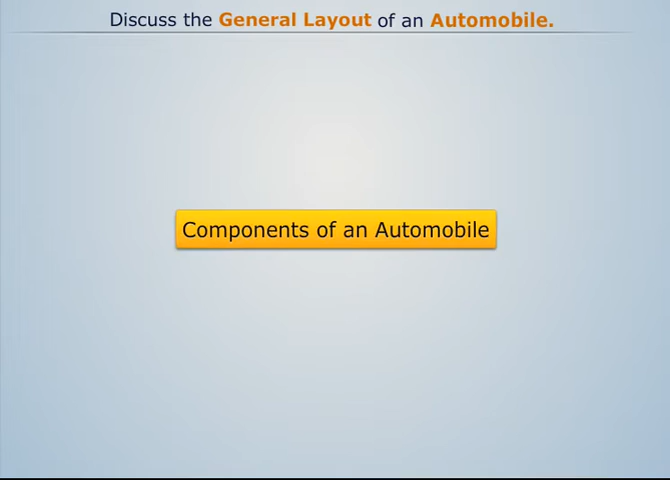 Discuss the General Layout of an Automobile.
Components of an Automobile